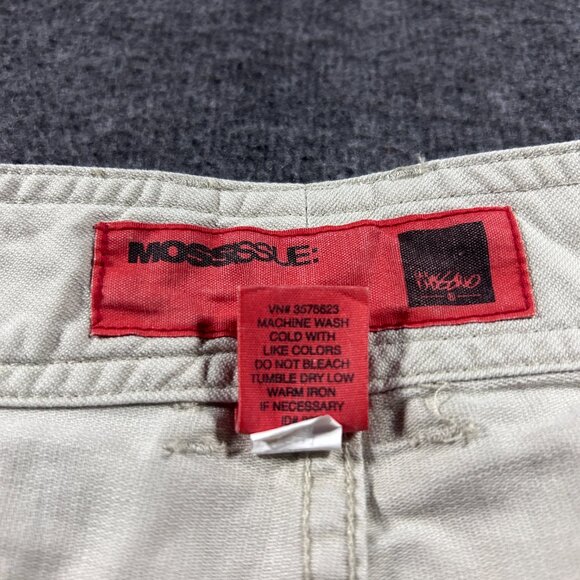 MOSSISSUE:
mossimo
VN# 3575623
MACHINE WASH
COLD WITH
LIKE COLORS
DO NOT BLEACH
TUMBLE DRY LOW
WARM IRON
IF NECESSARY